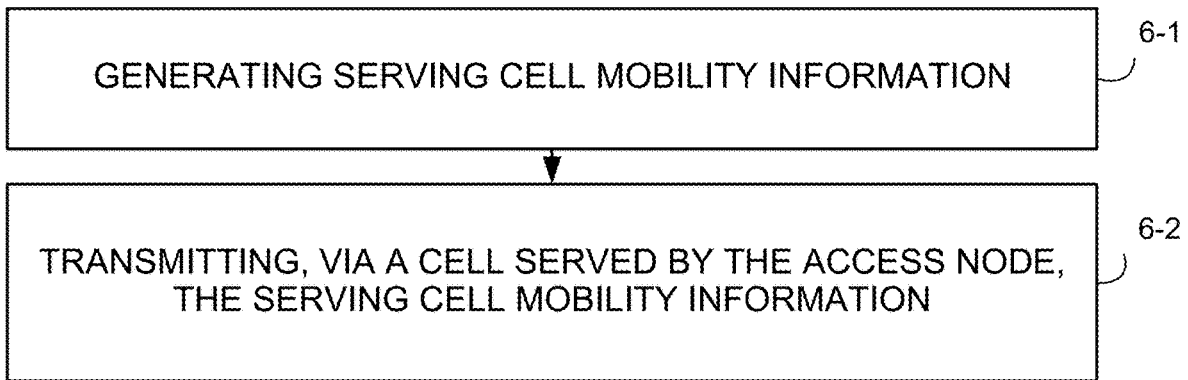 6-1
GENERATING SERVING CELL MOBILITY INFORMATION
6-2
TRANSMITTING, VIA A CELL SERVED BY THE ACCESS NODE,
THE SERVING CELL MOBILITY INFORMATION